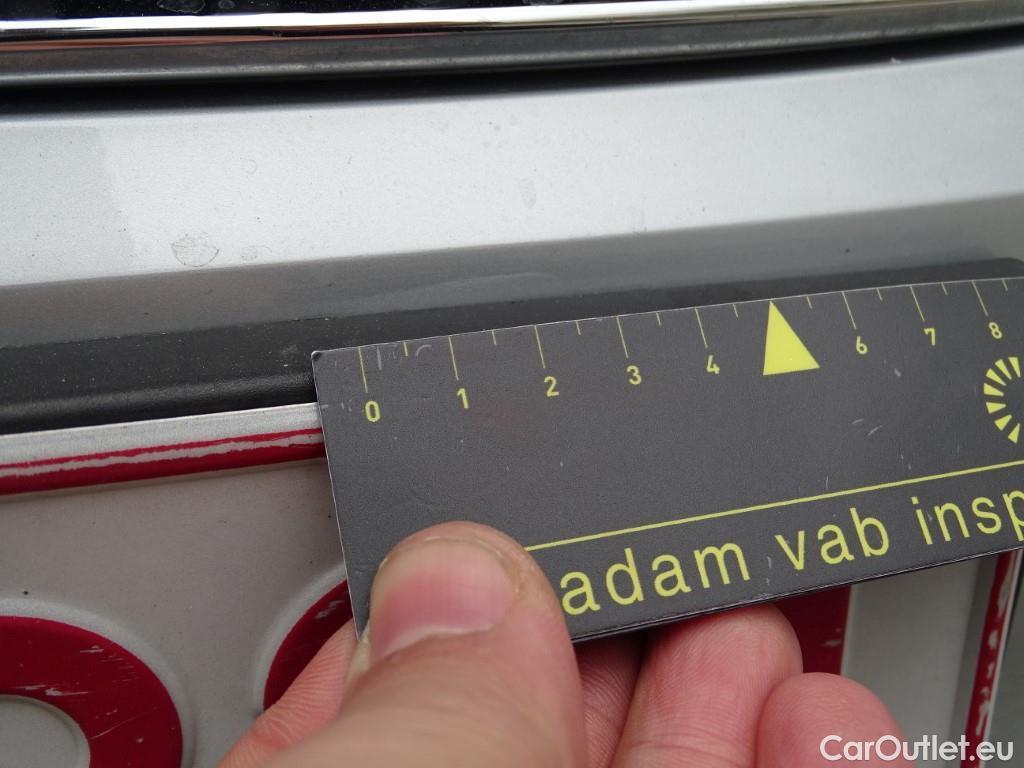 0 1 2 3 4 6 7 8
adam vab insp
CarOutlet.eu